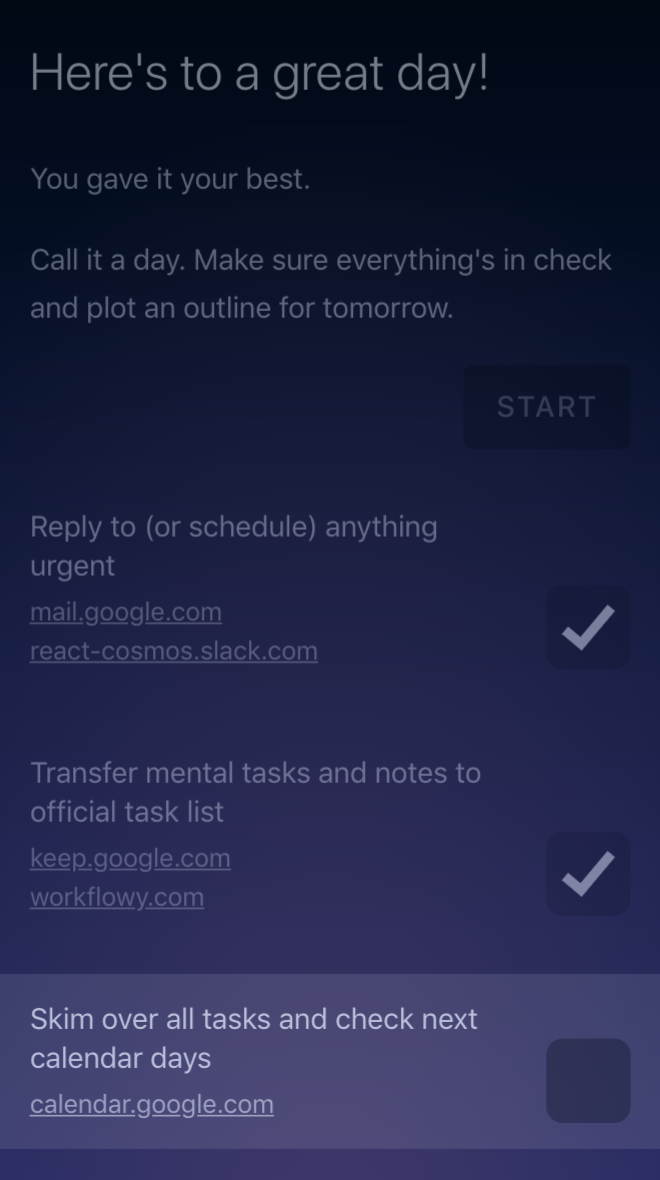 Here's to a great day!
You gave it your best.
Call it a day. Make sure everything's in check
and plot an outline for tomorrow.
START
Reply to (or schedule) anything
urgent
mail.google.com
react-cosmos.slack.com
Transfer mental tasks and notes to
official task list
keep.google.com
workflowy.com
Skim over all tasks and check next
calendar days
calendar.google.com